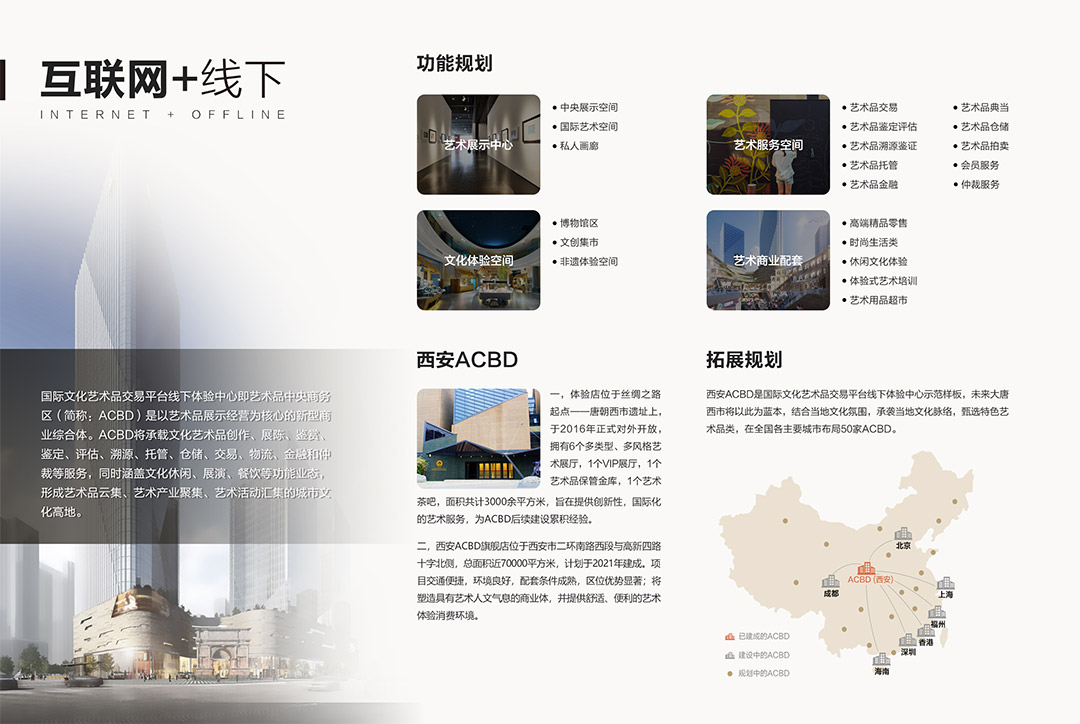 互联网+线下
INTERNET + OFFLINE
国际文化艺术品交易平台线下体验中心即艺术品中央商务
区（简称：ACBD）是以艺术品展示经营为核心的新型商
业综合体。ACBD将承载文化艺术品创作、展陈、鉴赏、
鉴定、评估、溯源、托管、仓储、交易、物流、金融和仲
裁等服务，同时涵盖文化休闲、展演、餐饮等功能业态，
形成艺术品云集、艺术产业聚集、艺术活动汇集的城市文
化高地。
功能规划
艺术展示中心
• 中央展示空间
• 国际艺术空间
• 私人画廊
艺术服务空间
• 艺术品交易
• 艺术品鉴定评估
• 艺术品溯源鉴证
• 艺术品托管
• 艺术品金融
• 艺术品典当
• 艺术品仓储
• 艺术品拍卖
• 会员服务
• 仲裁服务
文化体验空间
• 博物馆区
• 文创集市
• 非遗体验空间
艺术商业配套
• 高端精品零售
• 时尚生活类
• 休闲文化体验
• 体验式艺术培训
• 艺术用品超市
西安ACBD
一，体验店位于丝绸之路
起点——唐朝西市遗址上，
于2016年正式对外开放，
拥有6个多类型、多风格艺
术展厅，1个VIP展厅，1个
艺术品保管金库，1个艺术
茶吧，面积共计3000余平方米，旨在提供创新性，国际化
的艺术服务，为ACBD后续建设累积经验。
二，西安ACBD旗舰店位于西安市二环南路西段与高新四路
十字北侧，总面积近70000平方米，计划于2021年建成。项
目交通便捷，环境良好，配套条件成熟，区位优势显著；将
塑造具有艺术人文气息的商业体，并提供舒适、便利的艺术
体验消费环境。
拓展规划
西安ACBD是国际文化艺术品交易平台线下体验中心示范样板，未来大唐
西市将以此为蓝本，结合当地文化氛围，承袭当地文化脉络，甄选特色艺
术品类，在全国各主要城市布局50家ACBD。
北京
ACBD (西安)
成都
上海
福州
香港
深圳
海南
已建成的ACBD
建设中的ACBD
规划中的ACBD